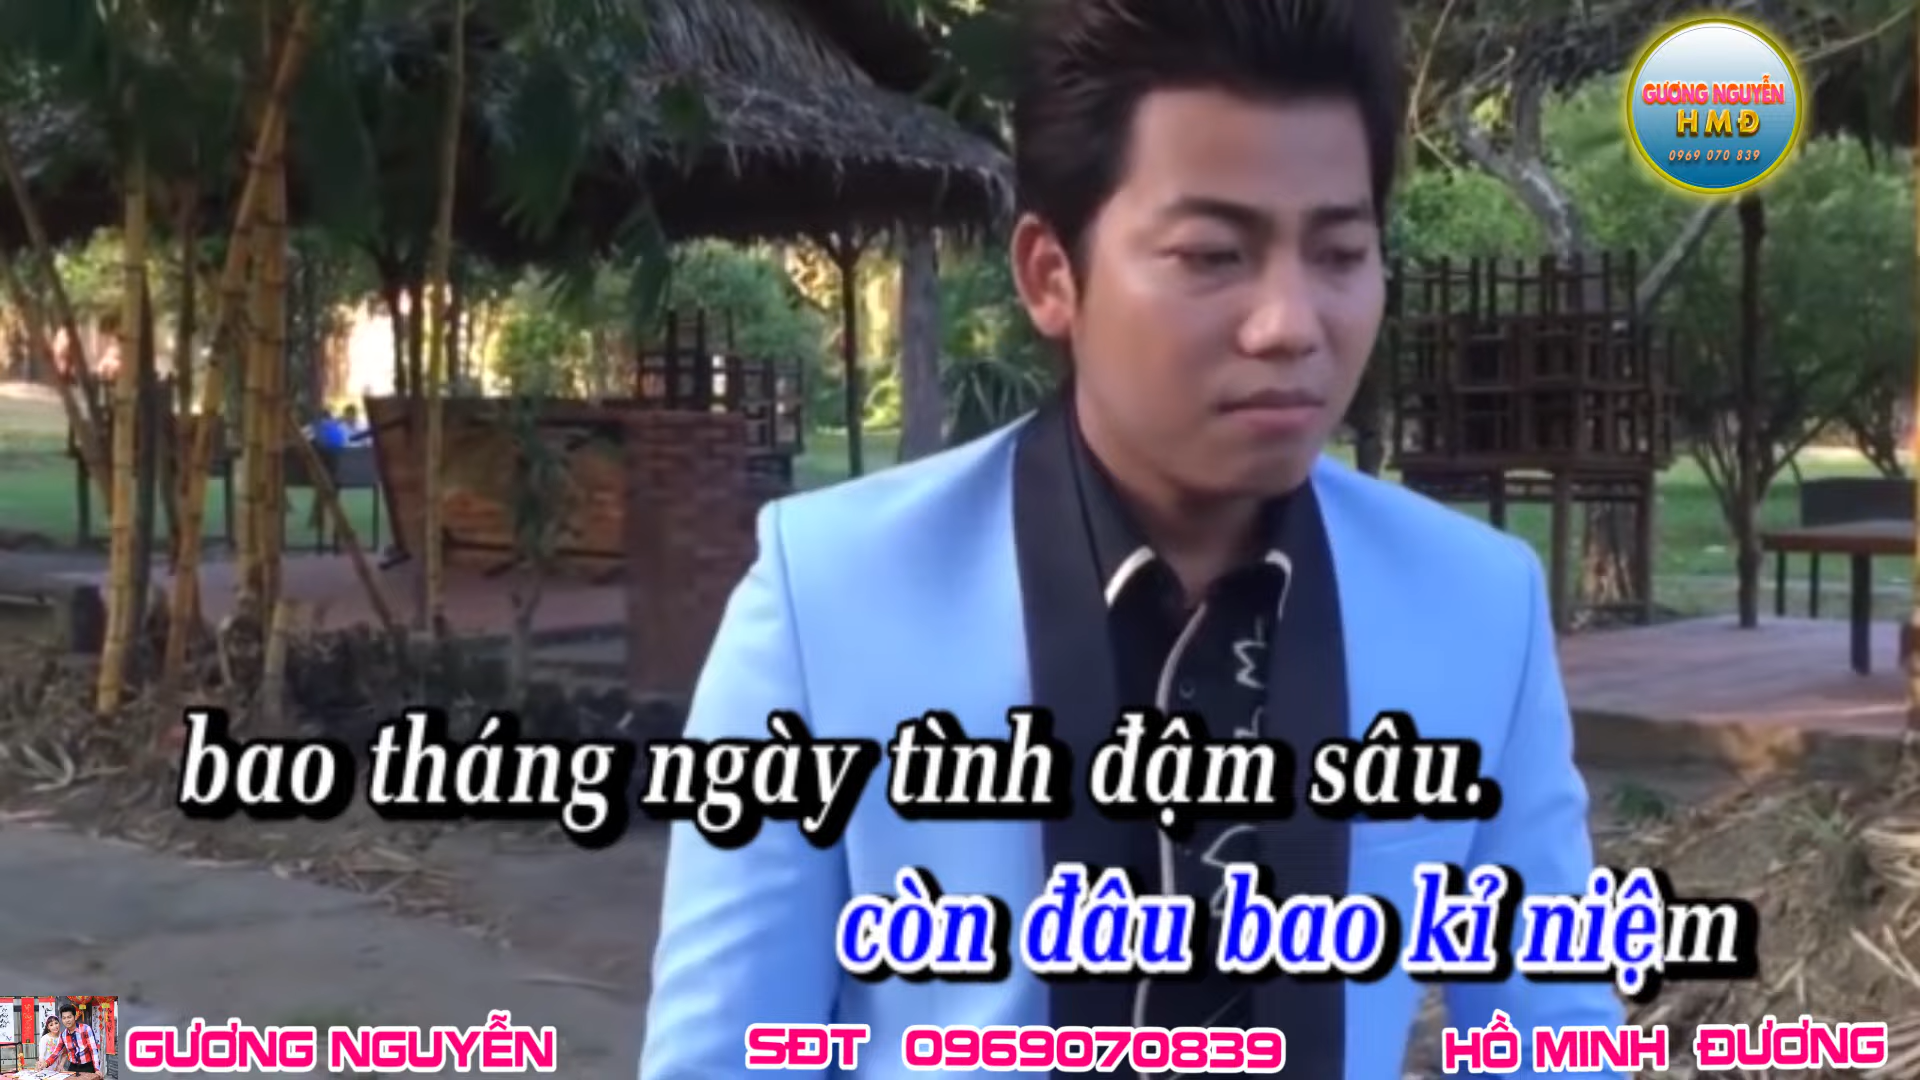 GƯƠNG NGUYỄN
HMĐ
0969 070 839
bao tháng ngày tình đậm sâu.
còn đâu bao kỉ niệm
GƯƠNG NGUYỄN SĐT 0969070839 HỒ MINH ĐƯƠNG